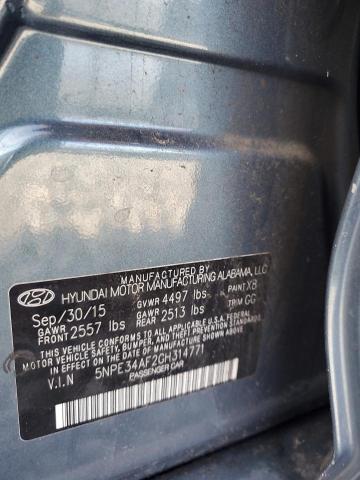 MANUFACTURED BY
HYUNDAI MOTOR MANUFACTURING ALABAMA, LLC
Sep/30/15 GVWR 4497 lbs PAINT X8
GAWR FRONT 2557 lbs GAWR REAR 2513 lbs TRIM GG
THIS VEHICLE CONFORMS TO ALL APPLICABLE U.S. FEDERAL
MOTOR VEHICLE SAFETY, BUMPER, AND THEFT PREVENTION STANDARDS
IN EFFECT ON THE DATE OF MANUFACTURE SHOWN ABOVE.
V.I.N 5NPE34AF2GH314771
PASSENGER CAR